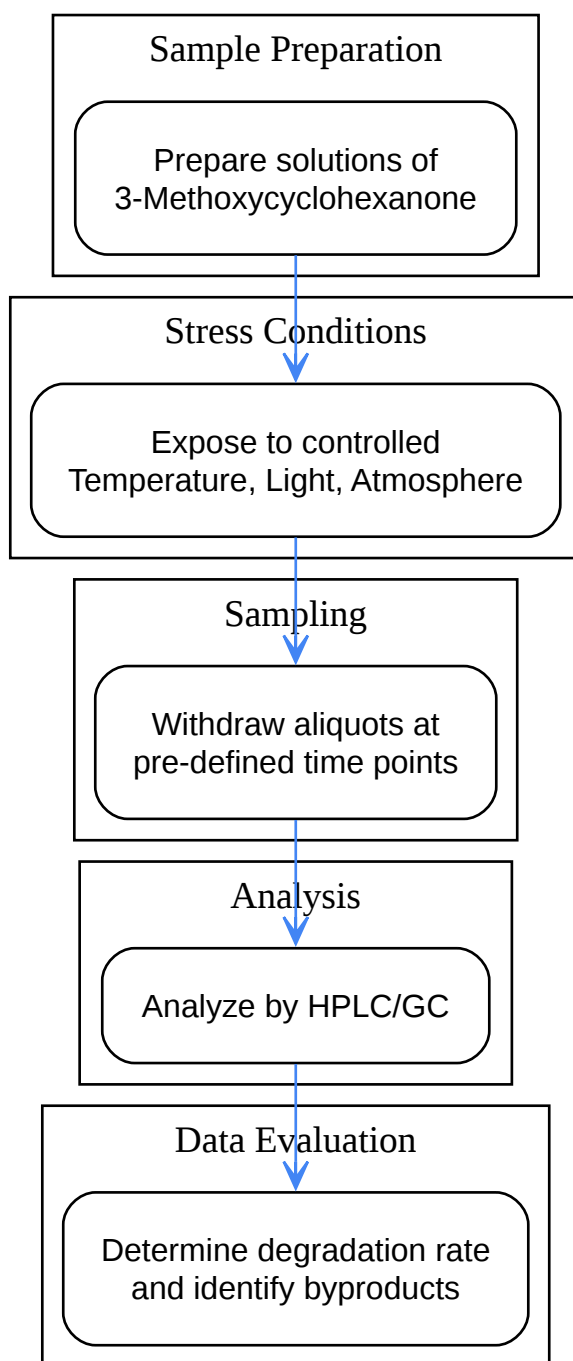 Sample Preparation
Prepare solutions of
3-Methoxycyclohexanone
Stress Conditions
Expose to controlled
Temperature, Light, Atmosphere
Sampling
Withdraw aliquots at
pre-defined time points
Analysis
Analyze by HPLC/GC
Data Evaluation
Determine degradation rate
and identify byproducts